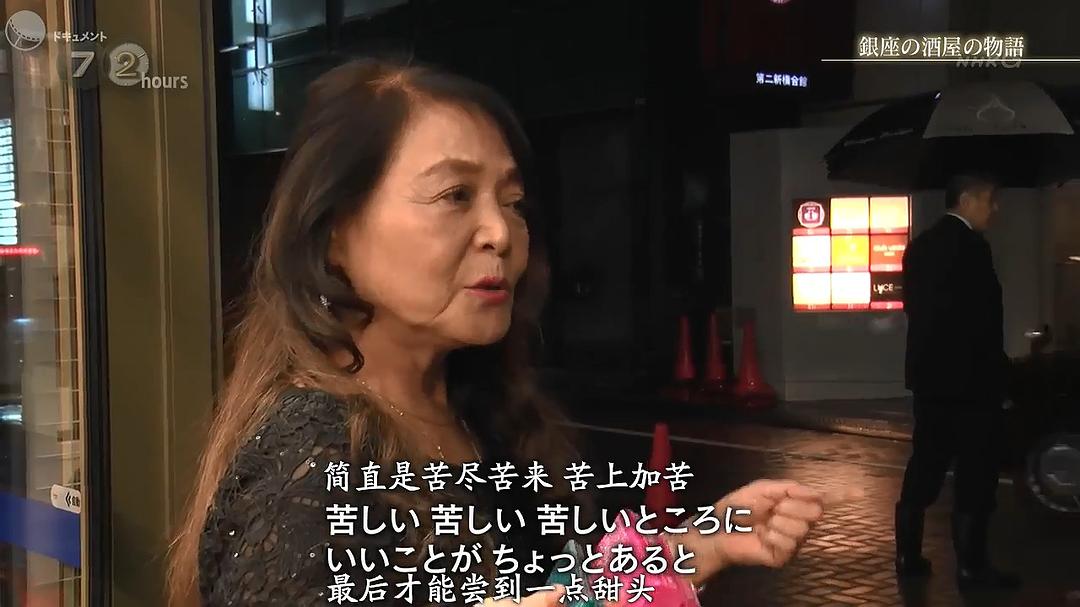 ドキュメント
72hours
銀座の酒屋の物語
NHK G
第二新橋会館
LYCE
简直是苦尽苦来 苦上加苦
苦しい 苦しい 苦しいところに
いいことが ちょっとあると
最后才能尝到一点甜头